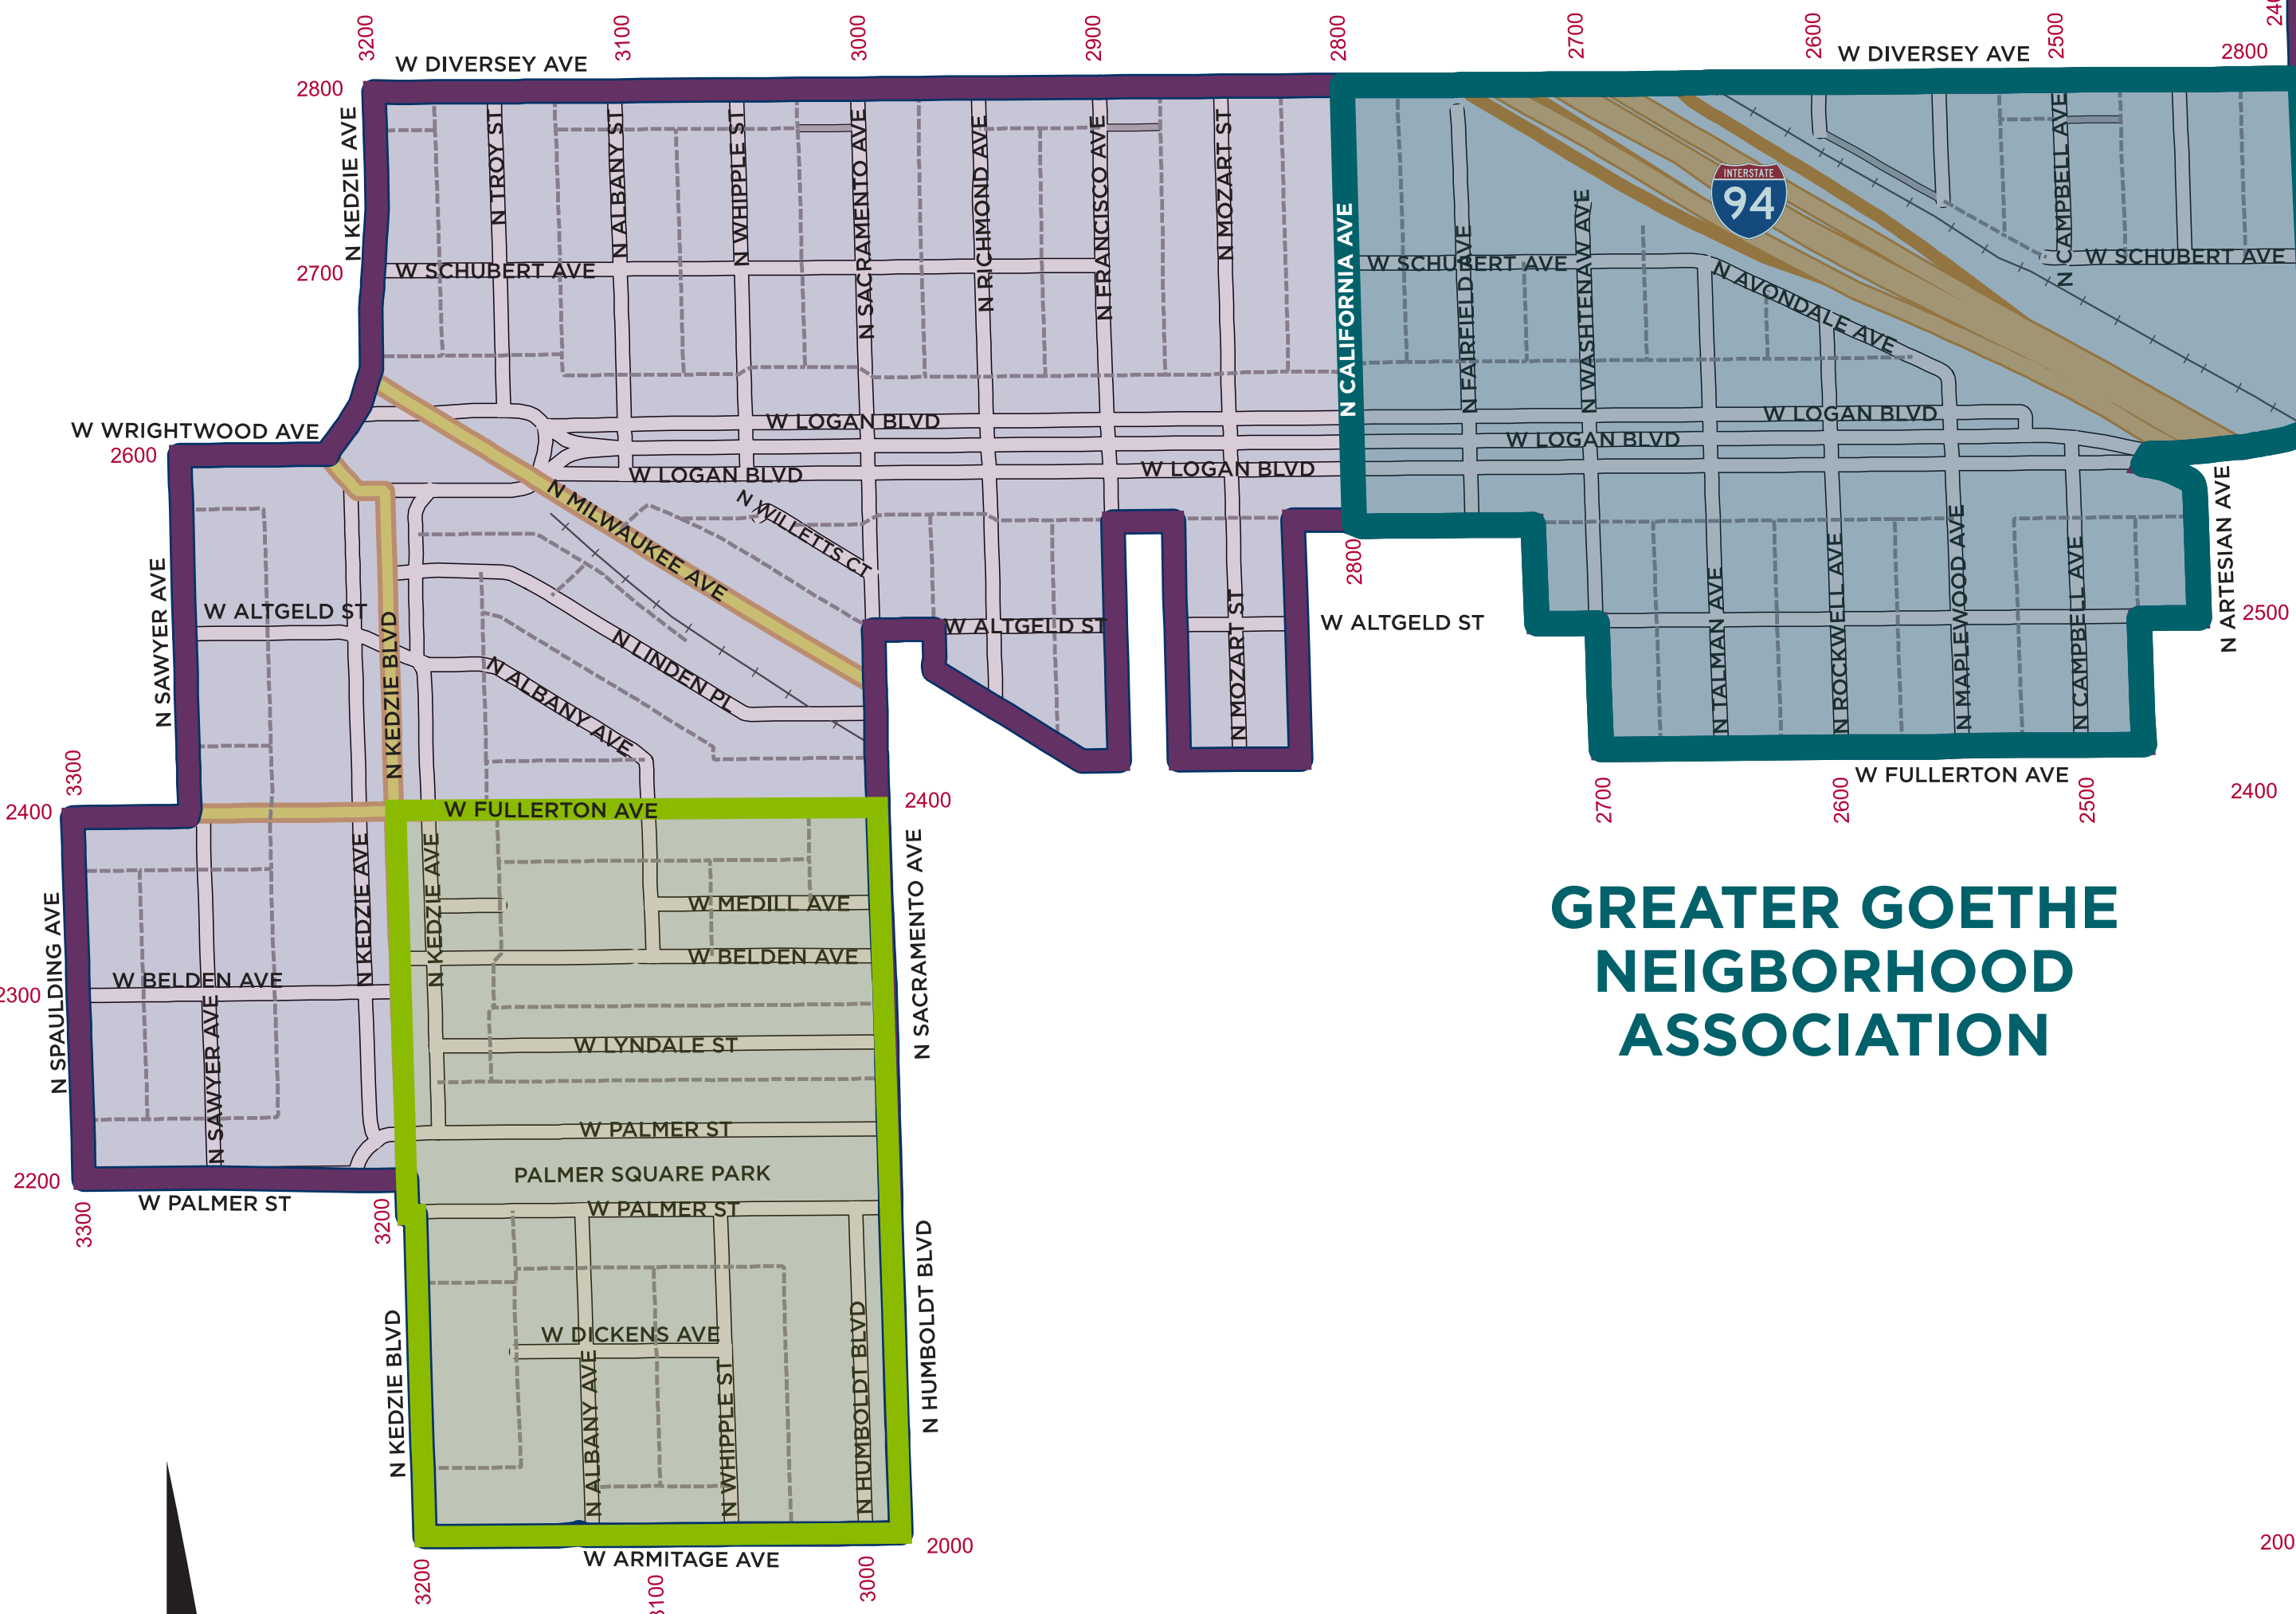 3200
3100
3000
2900
2800
2700
2600
2500
W DIVERSEY AVE
W DIVERSEY AVE
2800
2800
N KEDZIE AVE
N TROY ST
N ALBANY ST
N WHIPPLE ST
N SACRAMENTO AVE
N RICHMOND AVE
N FRANCISCO AVE
N MOZART ST
N CALIFORNIA AVE
N FAIRFIELD AVE
N WASHTENAW AVE
INTERSTATE
94
N CAMPBELL AVE
2700
W SCHUBERT AVE
W SCHUBERT AVE
W SCHUBERT AVE
N AVONDALE AVE
W WRIGHTWOOD AVE
2600
W LOGAN BLVD
W LOGAN BLVD
W LOGAN BLVD
W LOGAN BLVD
W LOGAN BLVD
N MILWAUKEE AVE
N WILLETTS CT
2800
N SAWYER AVE
W ALTGELD ST
N KEDZIE BLVD
N LINDEN PL
N ALBANY AVE
W ALTGELD ST
N MOZART ST
W ALTGELD ST
N TALMAN AVE
N ROCKWELL AVE
N MAPLEWOOD AVE
N CAMPBELL AVE
N ARTESIAN AVE
2500
3300
2400
W FULLERTON AVE
2400
W FULLERTON AVE
2700
2600
2500
2400
N SPAULDING AVE
N KEDZIE AVE
N KEDZIE AVE
W MEDILL AVE
W BELDEN AVE
N SACRAMENTO AVE
GREATER GOETHE
NEIGBORHOOD
ASSOCIATION
2300
W BELDEN AVE
N SAWYER AVE
W LYNDALE ST
W PALMER ST
PALMER SQUARE PARK
2200
W PALMER ST
W PALMER ST
3300
3200
N KEDZIE BLVD
W DICKENS AVE
N ALBANY AVE
N WHIPPLE ST
N HUMBOLDT BLVD
N HUMBOLDT BLVD
2000
W ARMITAGE AVE
3200
3000